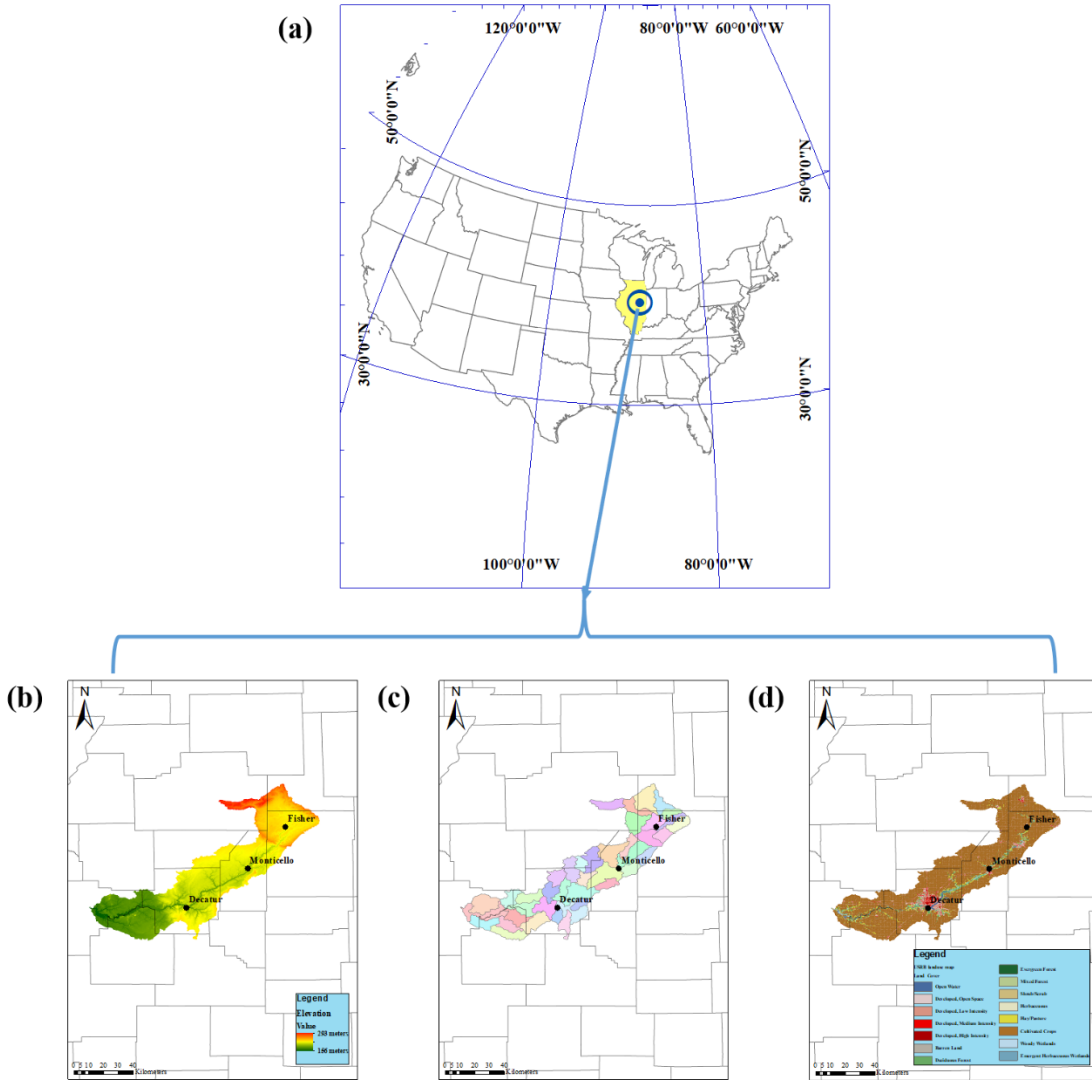 (a)
120°0'0"W
80°0'0"W
60°0'0"W
50°0'0"N
50°0'0"N
30°0'0"N
30°0'0"N
100°0'0"W
80°0'0"W
(b)
N
Fisher
Monticello
Decatur
Legend
Elevation
Value
0 5 10 20 30 40
Kilometers
(c)
N
Fisher
Monticello
Decatur
0 5 10 20 30 40
Kilometers
(d)
N
Fisher
Monticello
Decatur
Legend
Land Cover
Open Water
Developed, Open Space
Developed, Low Intensity
Developed, Medium Intensity
Developed, High Intensity
Barren Land
Evergreen Forest
Mixed Forest
Shrub/Scrub
Herbaceous
Hay/Pasture
Cultivated Crops
Woody Wetlands
Emergent Herbaceous Wetlands
0 5 10 20 30 40
Kilometers